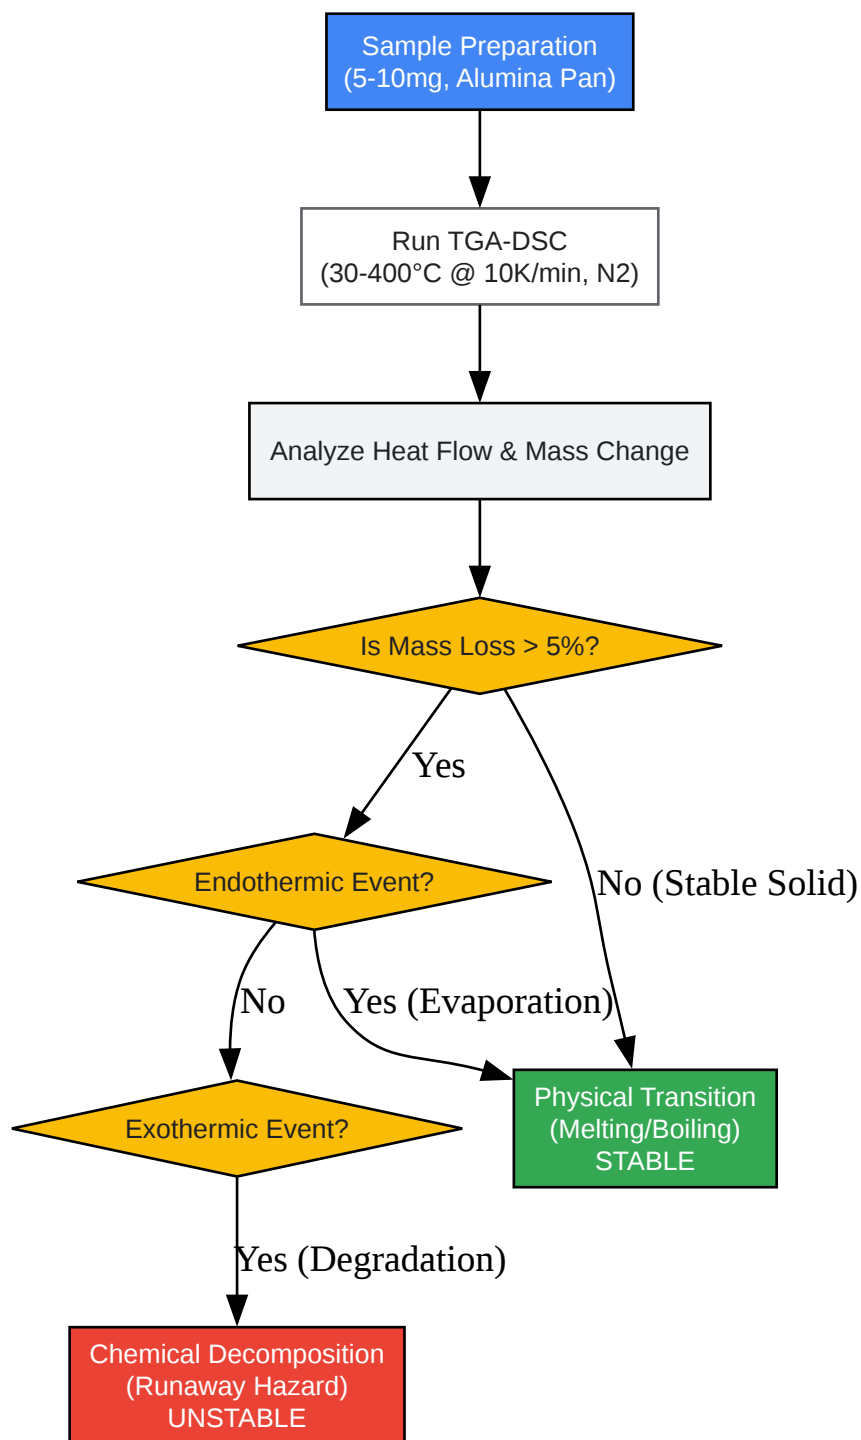 Sample Preparation
(5-10mg, Alumina Pan)
Run TGA-DSC
(30-400°C @ 10K/min, N2)
Analyze Heat Flow & Mass Change
Is Mass Loss > 5%?
Yes
Endothermic Event?
No (Stable Solid)
No
Yes (Evaporation)
Physical Transition
(Melting/Boiling)
STABLE
Exothermic Event?
Yes (Degradation)
Chemical Decomposition
(Runaway Hazard)
UNSTABLE